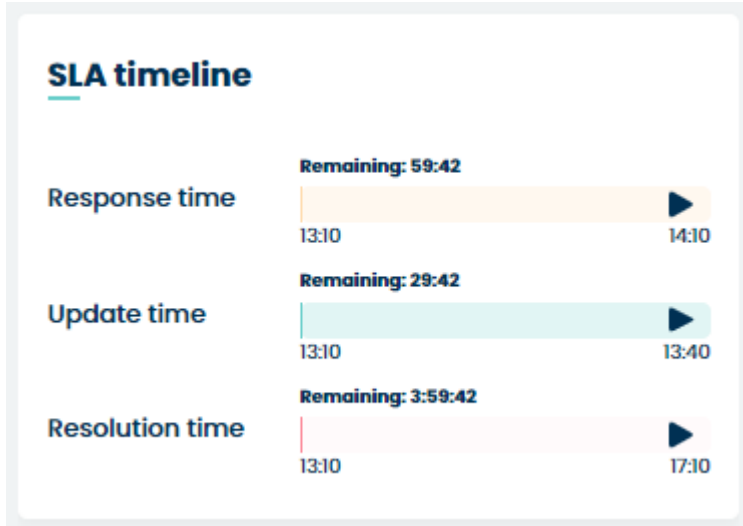 SLA timeline
Remaining: 59:42
Response time
13:10 14:10
Remaining: 29:42
Update time
13:10 13:40
Remaining: 3:59:42
Resolution time
13:10 17:10